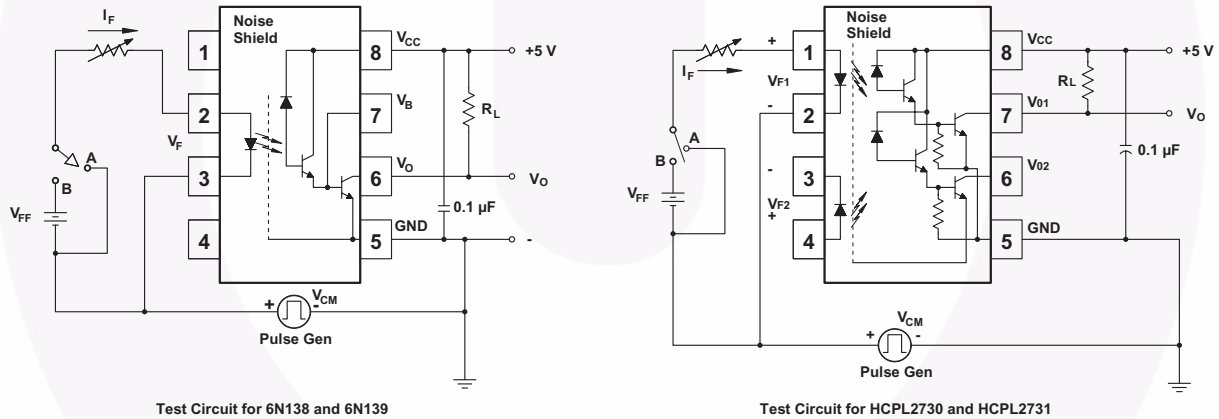 I_F
Noise
Shield
1
2
3
4
8
7
6
5
V_CC
V_B
V_O
GND
V_F
A
B
V_FF
R_L
0.1 µF
+5 V
V_O
-
+
V_CM
-
Pulse Gen
Test Circuit for 6N138 and 6N139
I_F
Noise
Shield
+
V_F1
-
-
V_F2
+
1
2
3
4
8
7
6
5
V_CC
V_01
V_02
GND
A
B
V_FF
R_L
0.1 µF
+5 V
V_O
+
V_CM
-
Pulse Gen
Test Circuit for HCPL2730 and HCPL2731